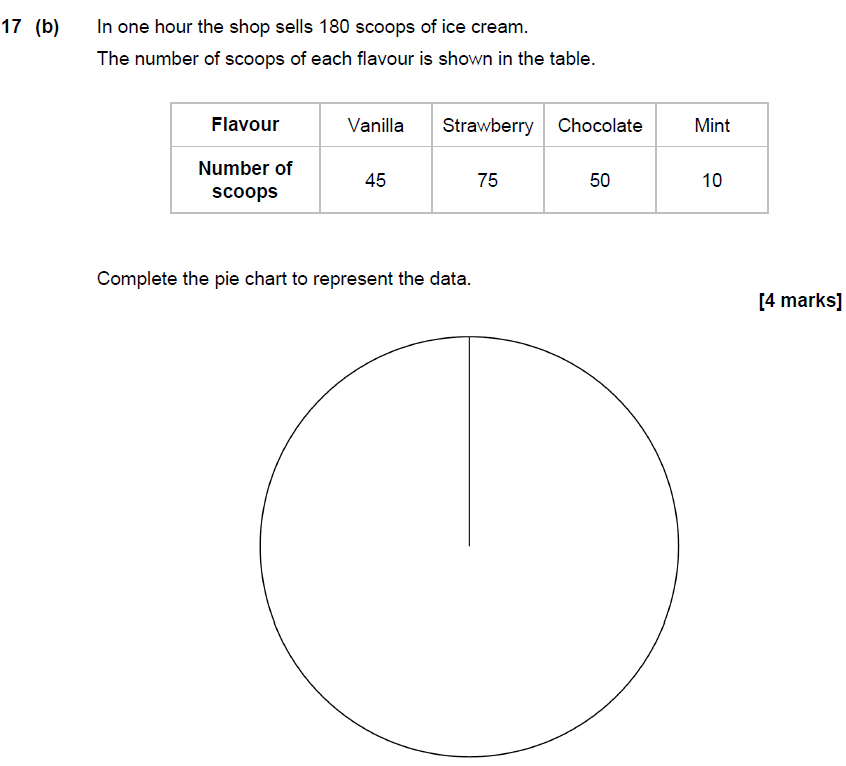 17 (b) In one hour the shop sells 180 scoops of ice cream.
The number of scoops of each flavour is shown in the table.
Flavour Vanilla Strawberry Chocolate Mint
Number of
scoops 45 75 50 10
Complete the pie chart to represent the data.
[4 marks]